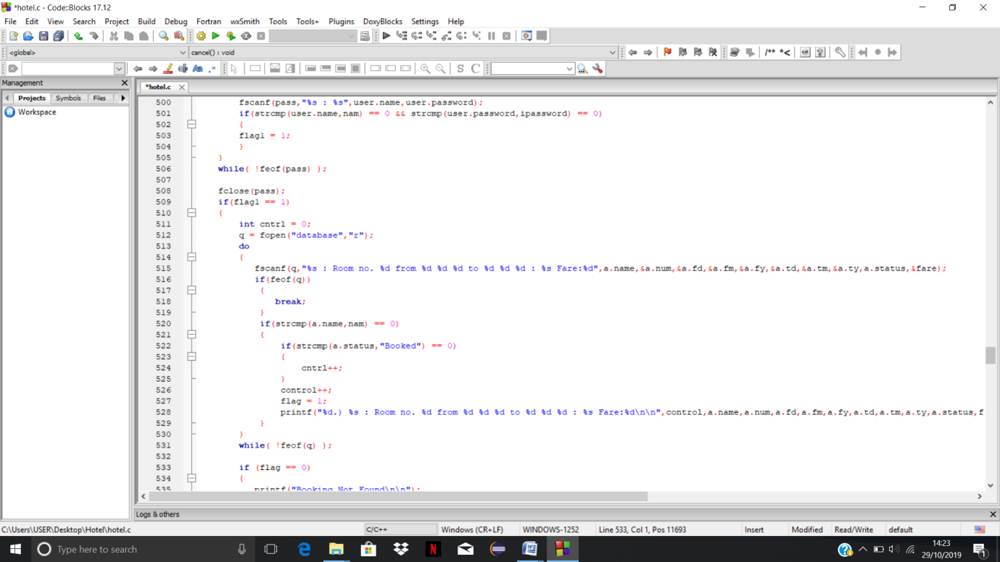 *hotel.c - Code::Blocks 17.12
File Edit View Search Project Build Debug Fortran wxSmith Tools Tools+ Plugins DoxyBlocks Settings Help
<global> cancel() : void
/** *<
S C
Management
*hotel.c
Projects Symbols Files
Workspace
500 fscanf(pass,"%s : %s",user.name,user.password);
501 if(strcmp(user.name,nam) == 0 && strcmp(user.password,ipassword) == 0)
502 {
503 flag1 = 1;
504 }
505 }
506 while( !feof(pass) );
507
508 fclose(pass);
509 if(flag1 == 1)
510 {
511 int cntrl = 0;
512 q = fopen("database","r");
513 do
514 {
515 fscanf(q,"%s : Room no. %d from %d %d %d to %d %d %d : %s Fare:%d",a.name,&a.num,&a.fd,&a.fm,&a.fy,&a.td,&a.tm,&a.ty,a.status,&fare);
516 if(feof(q))
517 {
518 break;
519 }
520 if(strcmp(a.name,nam) == 0)
521 {
522 if(strcmp(a.status,"Booked") == 0)
523 {
524 cntrl++;
525 }
526 control++;
527 flag = 1;
528 printf("%d.) %s : Room no. %d from %d %d %d to %d %d %d : %s Fare:%d\n\n",control,a.name,a.num,a.fd,a.fm,a.fy,a.td,a.tm,a.ty,a.status,f
529 }
530 }
531 while( !feof(q) );
532
533 if (flag == 0)
534 {
535 printf("Booking Not Found\n\n");
Logs & others
C:\Users\USER\Desktop\Hotel\hotel.c C/C++ Windows (CR+LF) WINDOWS-1252 Line 533, Col 1, Pos 11693 Insert Modified Read/Write default
Type here to search
14:23
29/10/2019
1